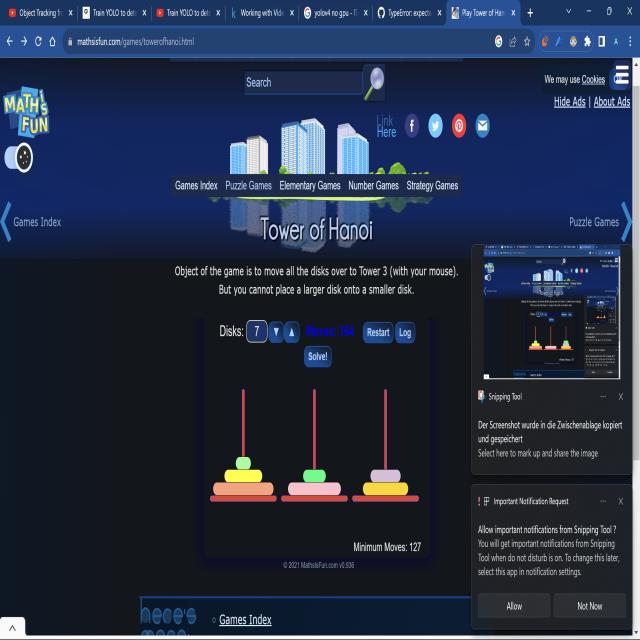 Object Tracking fr
Train YOLO to dete
Train YOLO to dete
Working with Vide
yolov4 no gpu - П
TypeError: expecte
Play Tower of Han
mathsisfun.com/games/towerofhanoi.html
Search
We may use Cookies
MATH'S
FUN
Hide Ads | About Ads
Link
Here
Games Index Puzzle Games Elementary Games Number Games Strategy Games
Games Index
Puzzle Games
Tower of Hanoi
Object of the game is to move all the disks over to Tower 3 (with your mouse).
But you cannot place a larger disk onto a smaller disk.
Disks: 7 ▼ ▲ Moves: 164 Restart Log
Solve!
Minimum Moves: 127
© 2021 MathsIsFun.com v0.936
Games Index
Snipping Tool
Der Screenshot wurde in die Zwischenablage kopiert
und gespeichert
Select here to mark up and share the image
Important Notification Request
Allow important notifications from Snipping Tool ?
You will get important notifications from Snipping
Tool when do not disturb is on. To change this later,
select this app in notification settings.
Allow
Not Now